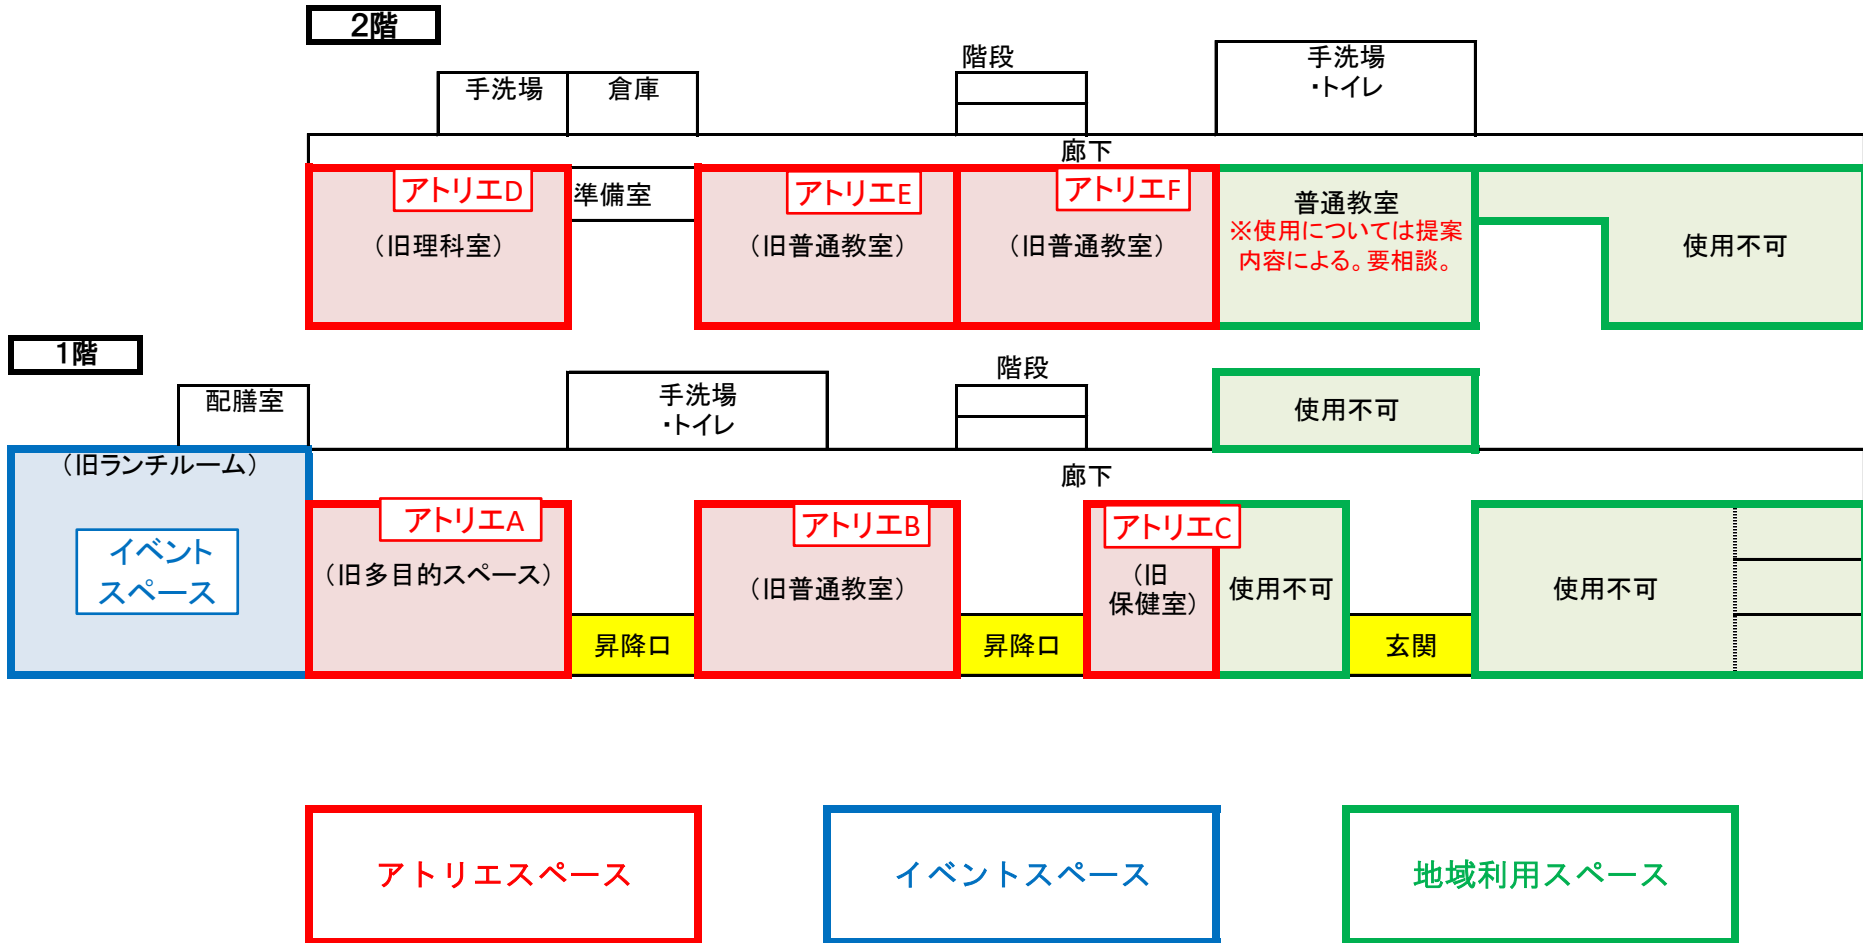 2階
階段
手洗場
・トイレ
手洗場
倉庫
廊下
アトリエD
準備室
アトリエE
アトリエF
普通教室
※使用については提案
内容による。要相談。
(旧理科室)
(旧普通教室)
(旧普通教室)
使用不可
1階
階段
配膳室
手洗場
・トイレ
使用不可
(旧ランチルーム)
廊下
アトリエA
アトリエB
アトリエC
イベント
スペース
(旧多目的スペース)
(旧普通教室)
(旧
保健室)
使用不可
使用不可
昇降口
昇降口
玄関
アトリエスペース
イベントスペース
地域利用スペース